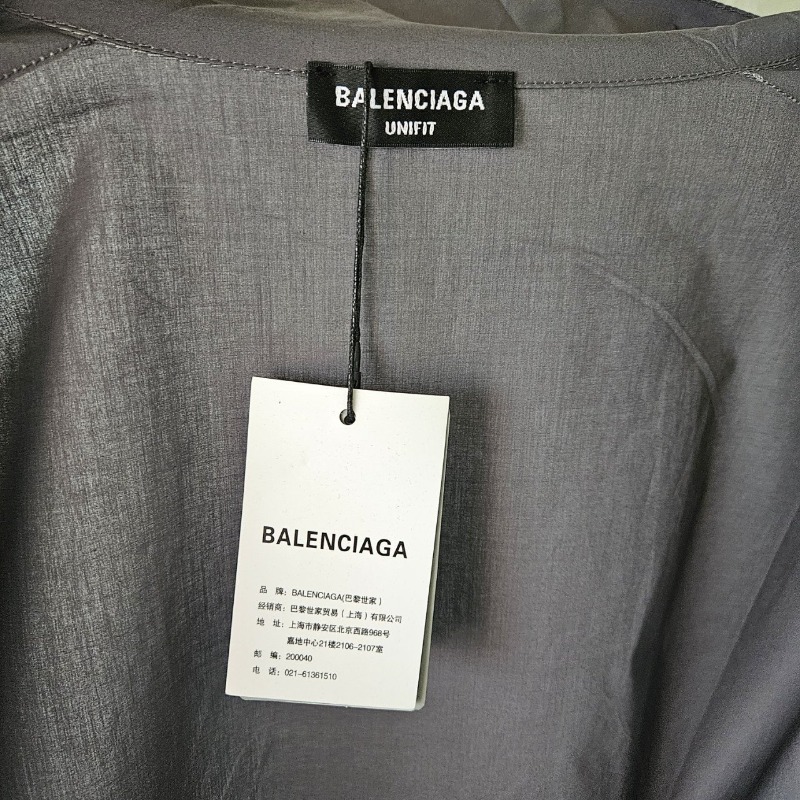 BALENCIAGA
UNIFIT
BALENCIAGA
品 牌：BALENCIAGA(巴黎世家）
经销商：巴黎世家贸易（上海）有限公司
地 址：上海市静安区北京西路968号
嘉地中心21楼2106-2107室
邮 编：200040
电 话：021-61361510